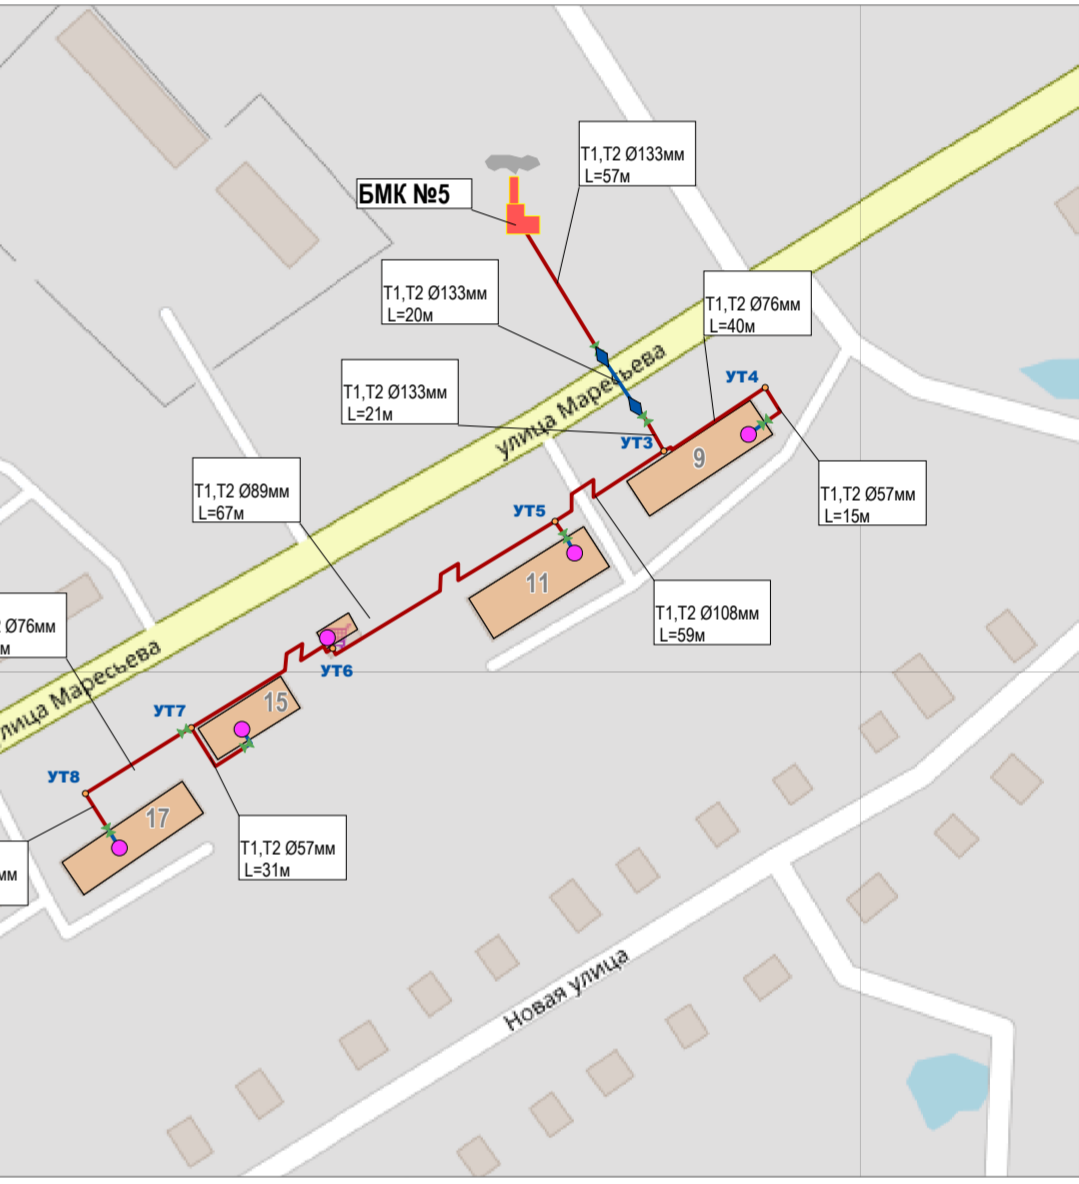 Т1,Т2 Ø133мм
L=57м
БМК №5
Т1,Т2 Ø133мм
L=20м
Т1,Т2 Ø76мм
L=40м
улица Маресьева
Т1,Т2 Ø133мм
L=21м
УТ4
УТ3
9
Т1,Т2 Ø89мм
L=67м
Т1,Т2 Ø57мм
L=15м
УТ5
11
Т1,Т2 Ø108мм
L=59м
Ø76мм
м
УТ6
улица Маресьева
15
УТ7
УТ8
17
Т1,Т2 Ø57мм
L=31м
мм
Новая улица